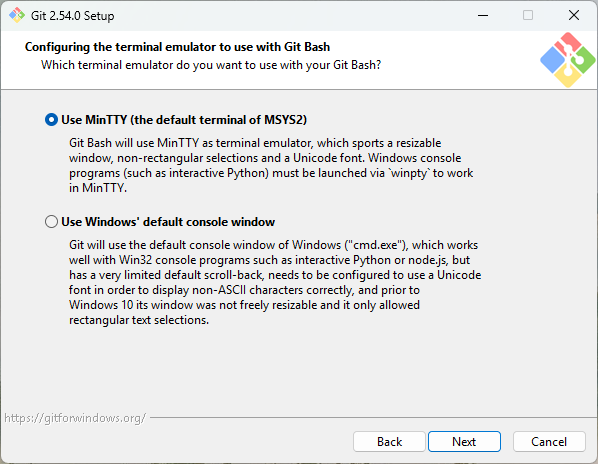 Git 2.54.0 Setup
Configuring the terminal emulator to use with Git Bash
Which terminal emulator do you want to use with your Git Bash?
Use MinTTY (the default terminal of MSYS2)
Git Bash will use MinTTY as terminal emulator, which sports a resizable
window, non-rectangular selections and a Unicode font. Windows console
programs (such as interactive Python) must be launched via `winpty` to work
in MinTTY.
Use Windows' default console window
Git will use the default console window of Windows ("cmd.exe"), which works
well with Win32 console programs such as interactive Python or node.js, but
has a very limited default scroll-back, needs to be configured to use a Unicode
font in order to display non-ASCII characters correctly, and prior to
Windows 10 its window was not freely resizable and it only allowed
rectangular text selections.
https://gitforwindows.org/
Back
Next
Cancel